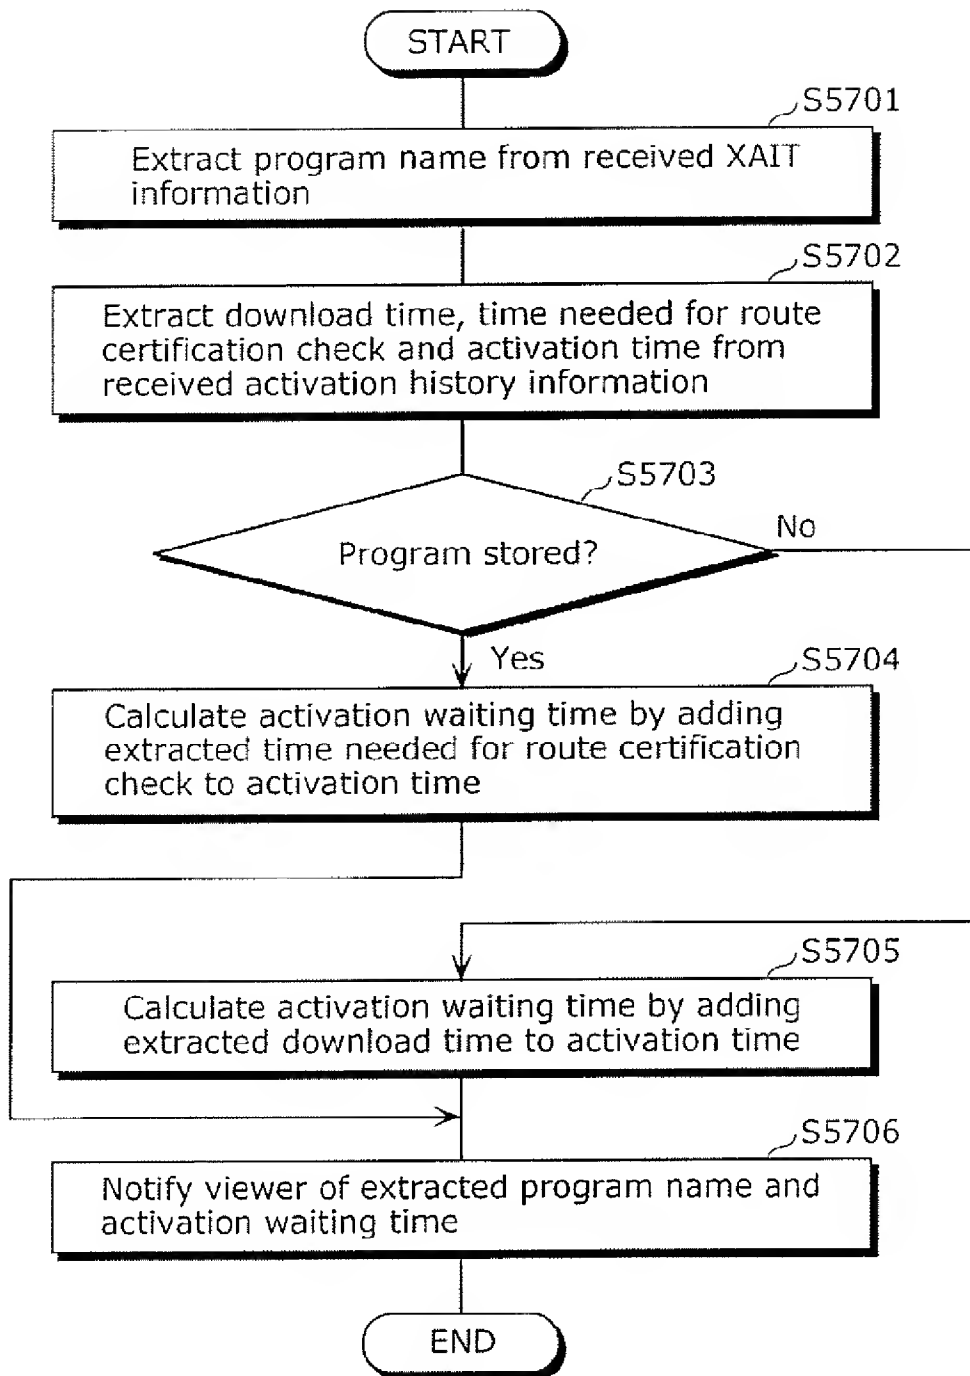 START
S5701
Extract program name from received XAIT
information
S5702
Extract download time, time needed for route
certification check and activation time from
received activation history information
S5703
No
Program stored?
Yes
S5704
Calculate activation waiting time by adding
extracted time needed for route certification
check to activation time
S5705
Calculate activation waiting time by adding
extracted download time to activation time
S5706
Notify viewer of extracted program name and
activation waiting time
END